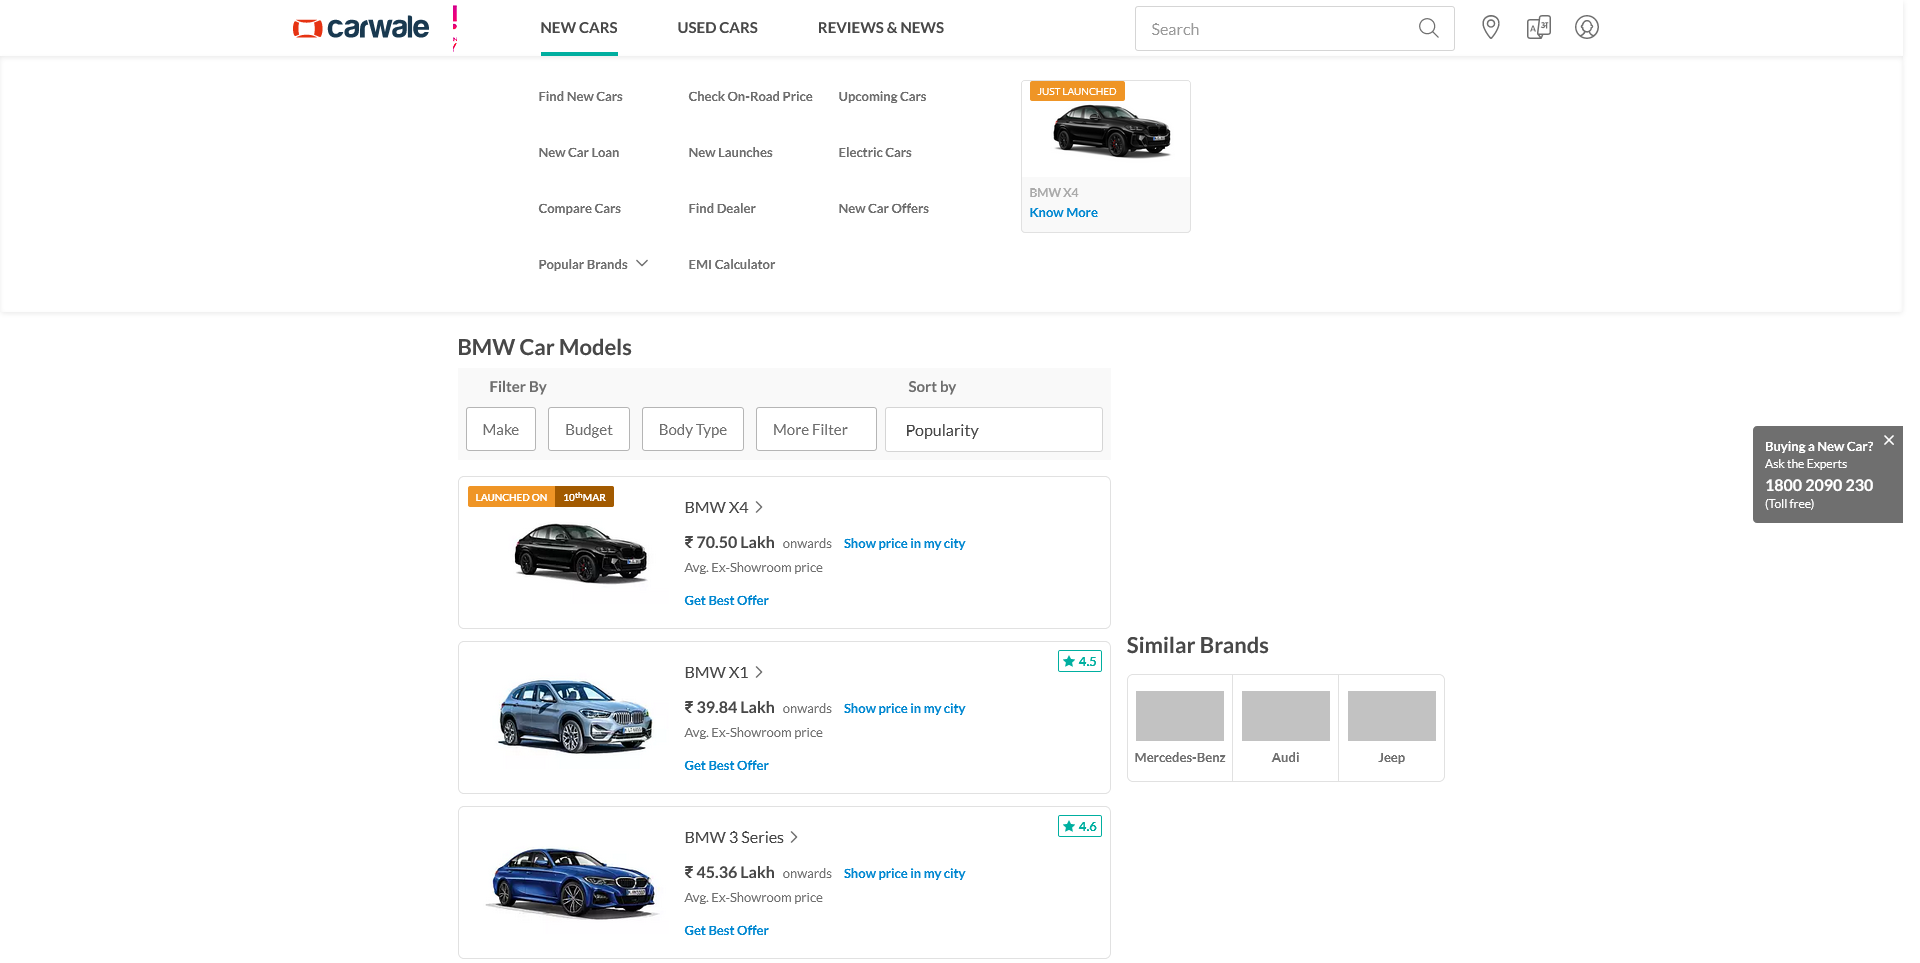 carwale
NEW CARS
USED CARS
REVIEWS & NEWS
Search
Find New Cars
Check On-Road Price
Upcoming Cars
New Car Loan
New Launches
Electric Cars
Compare Cars
Find Dealer
New Car Offers
Popular Brands
EMI Calculator
JUST LAUNCHED
BMW X4
Know More
BMW Car Models
Filter By
Sort by
Make
Budget
Body Type
More Filter
Popularity
LAUNCHED ON 10thMAR
BMW X4
₹ 70.50 Lakh onwards Show price in my city
Avg. Ex-Showroom price
Get Best Offer
4.5
BMW X1
₹ 39.84 Lakh onwards Show price in my city
Avg. Ex-Showroom price
Get Best Offer
4.6
BMW 3 Series
₹ 45.36 Lakh onwards Show price in my city
Avg. Ex-Showroom price
Get Best Offer
Similar Brands
Mercedes-Benz
Audi
Jeep
Buying a New Car?
Ask the Experts
1800 2090 230
(Toll free)